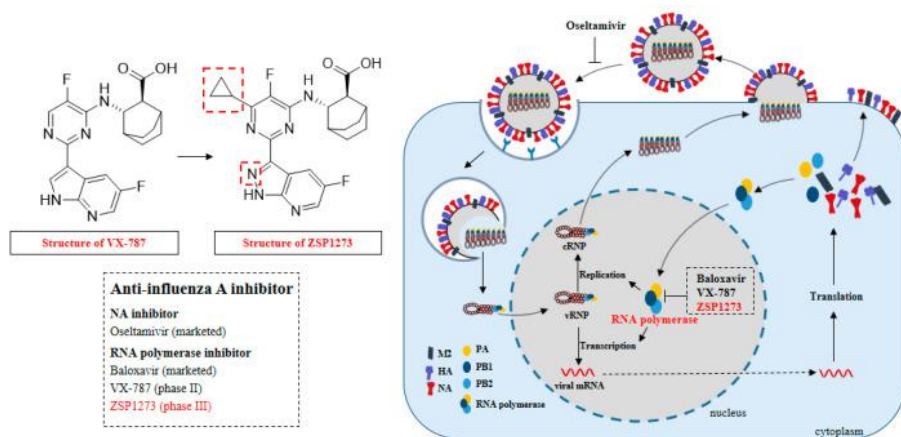 F
O
OH
HN
N
N
N
H
N
F
F
O
OH
HN
N
N
N
HN
N
F
Structure of VX-787
Structure of ZSP1273
Anti-influenza A inhibitor
NA inhibitor
Oseltamivir (marketed)
RNA polymerase inhibitor
Baloxavir (marketed)
VX-787 (phase II)
ZSP1273 (phase III)
Oseltamivir
cRNP
Replication
vRNP
Transcription
viral mRNA
RNA polymerase
Baloxavir
VX-787
ZSP1273
Translation
M2
HA
NA
PA
PB1
PB2
RNA polymerase
nucleus
cytoplasm